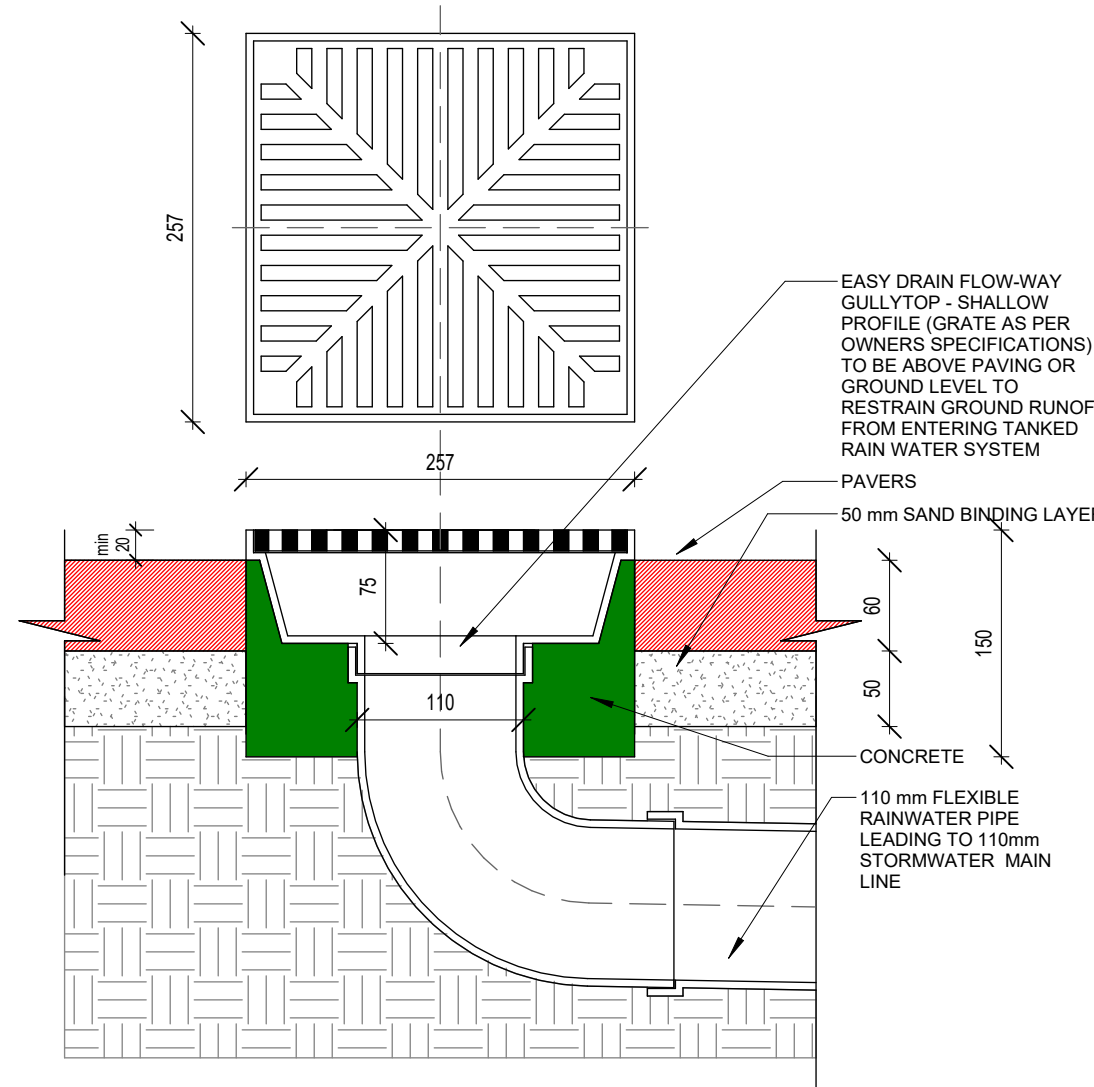 257
EASY DRAIN FLOW-WAY
GULLYTOP - SHALLOW
PROFILE (GRATE AS PER
OWNERS SPECIFICATIONS)
TO BE ABOVE PAVING OR
GROUND LEVEL TO
RESTRAIN GROUND RUNOF
FROM ENTERING TANKED
RAIN WATER SYSTEM
257
PAVERS
50 mm SAND BINDING LAYER
min
20
75
60
150
50
110
CONCRETE
110 mm FLEXIBLE
RAINWATER PIPE
LEADING TO 110mm
STORMWATER MAIN
LINE